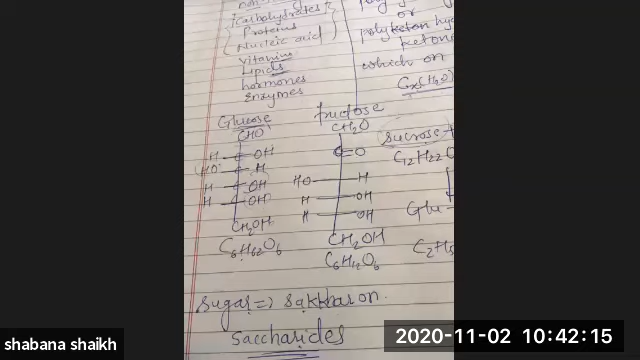 Carbohydrates
Proteins
Nucleic acid
Vitamins
Lipids
hormones
Enzymes
or
which on
Glucose
CHO
H OH
HO H
H OH
H OH
CH2OH
C6H12O6
fructose
CH2O
C=O
HO H
H OH
H OH
CH2OH
C6H12O6
Sucrose +
C12H22O
Glu
C2H5
Sugar => Sakkharon.
Saccharides
shabana shaikh
2020-11-02 10:42:15